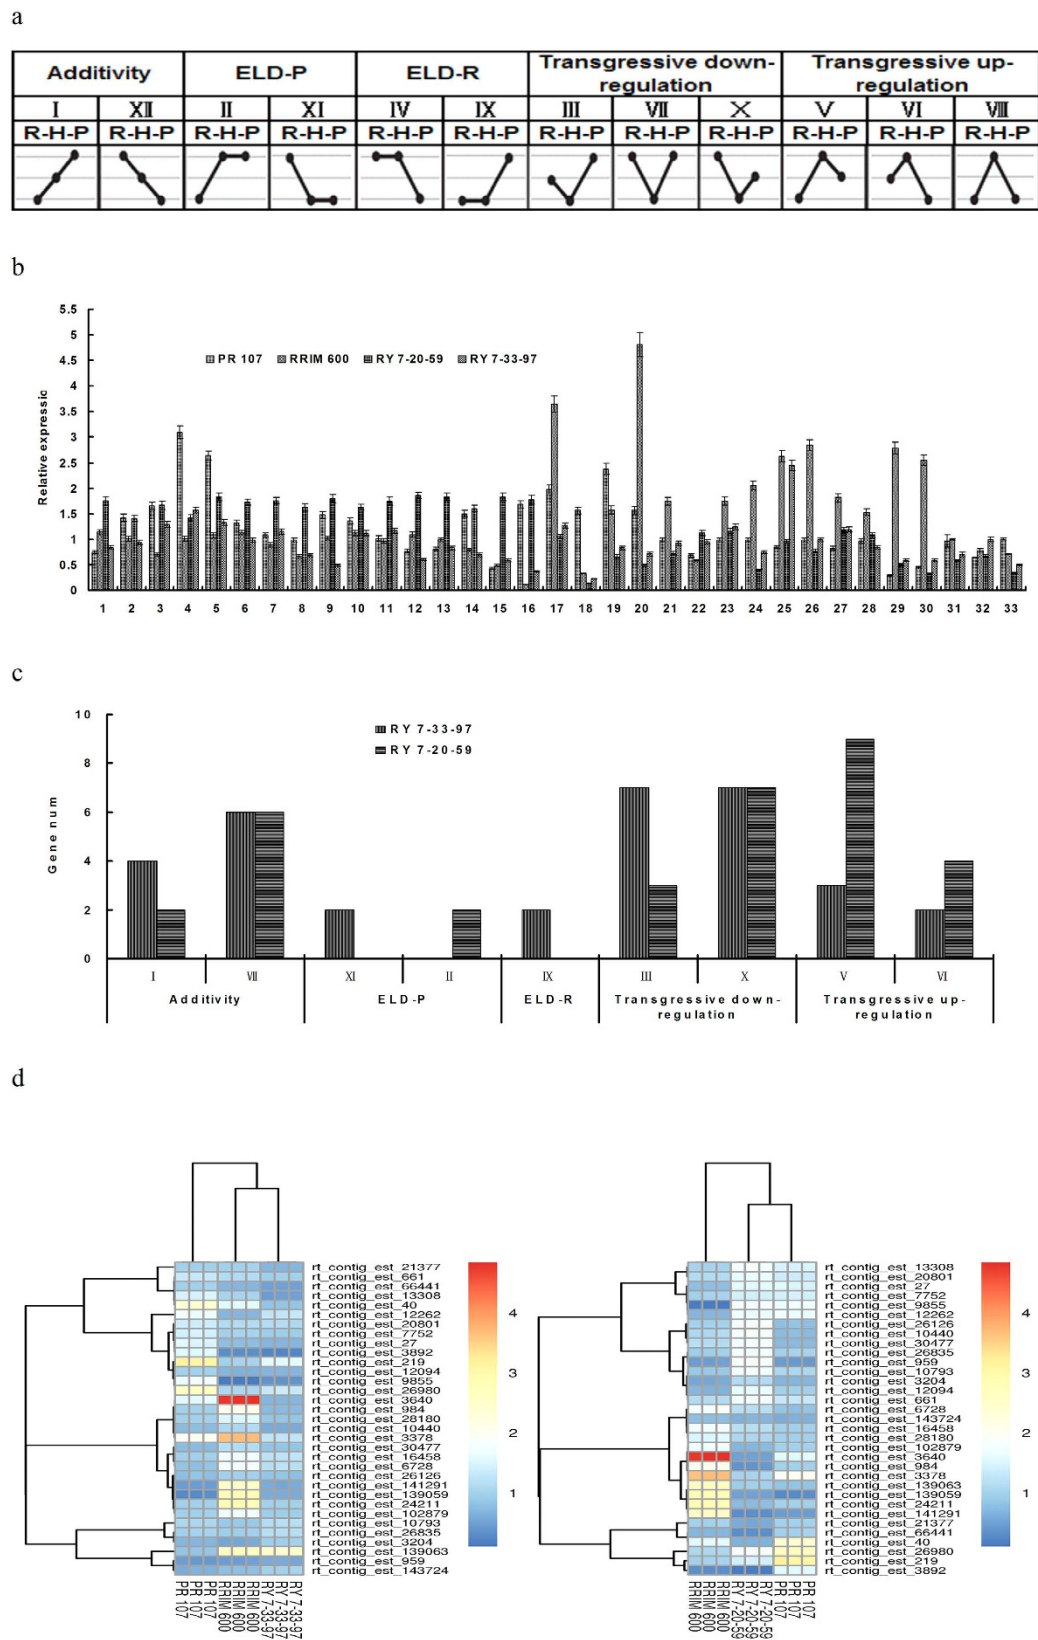 a
Additivity ELD-P ELD-R Transgressive down-regulation Transgressive up-regulation
I XII II XI IV IX III VII X V VI VIII
R-H-P R-H-P R-H-P R-H-P R-H-P R-H-P R-H-P R-H-P R-H-P R-H-P R-H-P R-H-P
b
Relative expressic
5.5
5
4.5
4
3.5
3
2.5
2
1.5
1
0.5
0
PR 107 RRIM 600 RY 7-20-59 RY 7-33-97
1 2 3 4 5 6 7 8 9 10 11 12 13 14 15 16 17 18 19 20 21 22 23 24 25 26 27 28 29 30 31 32 33
c
Gene num
10
8
6
4
2
0
RY 7-33-97
RY 7-20-59
I VII XI II IX III X V VI
Additivity ELD-P ELD-R Transgressive down-regulation Transgressive up-regulation
d
rt_contig_est_21377
rt_contig_est_661
rt_contig_est_66441
rt_contig_est_13308
rt_contig_est_40
rt_contig_est_12262
rt_contig_est_20801
rt_contig_est_7752
rt_contig_est_27
rt_contig_est_3892
rt_contig_est_219
rt_contig_est_12094
rt_contig_est_9855
rt_contig_est_26980
rt_contig_est_3640
rt_contig_est_984
rt_contig_est_28180
rt_contig_est_10440
rt_contig_est_3378
rt_contig_est_30477
rt_contig_est_16458
rt_contig_est_6728
rt_contig_est_26126
rt_contig_est_141291
rt_contig_est_139059
rt_contig_est_24211
rt_contig_est_102879
rt_contig_est_10793
rt_contig_est_26835
rt_contig_est_3204
rt_contig_est_139063
rt_contig_est_959
rt_contig_est_143724
4
3
2
1
PR 107
PR 107
PR 107
RRIM 600
RRIM 600
RRIM 600
RY 7-33-97
RY 7-33-97
RY 7-33-97
rt_contig_est_13308
rt_contig_est_20801
rt_contig_est_27
rt_contig_est_7752
rt_contig_est_9855
rt_contig_est_12262
rt_contig_est_26126
rt_contig_est_10440
rt_contig_est_30477
rt_contig_est_26835
rt_contig_est_959
rt_contig_est_10793
rt_contig_est_3204
rt_contig_est_12094
rt_contig_est_661
rt_contig_est_6728
rt_contig_est_143724
rt_contig_est_16458
rt_contig_est_28180
rt_contig_est_102879
rt_contig_est_3640
rt_contig_est_984
rt_contig_est_3378
rt_contig_est_139063
rt_contig_est_139059
rt_contig_est_24211
rt_contig_est_141291
rt_contig_est_21377
rt_contig_est_66441
rt_contig_est_40
rt_contig_est_26980
rt_contig_est_219
rt_contig_est_3892
4
3
2
1
RRIM 600
RRIM 600
RRIM 600
RY 7-20-59
RY 7-20-59
RY 7-20-59
PR 107
PR 107
PR 107